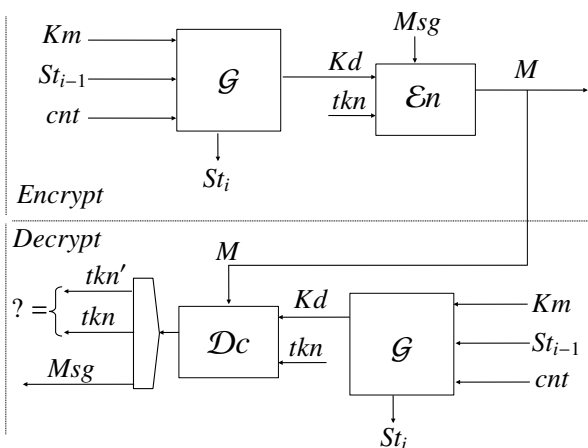 Msg
Km
Kd
M
St_{i−1}
𝒢
ℰn
tkn
cnt
St_i
Encrypt
Decrypt
M
tkn′
Kd
Km
? =
tkn
𝒟c
𝒢
St_{i−1}
tkn
Msg
cnt
St_i